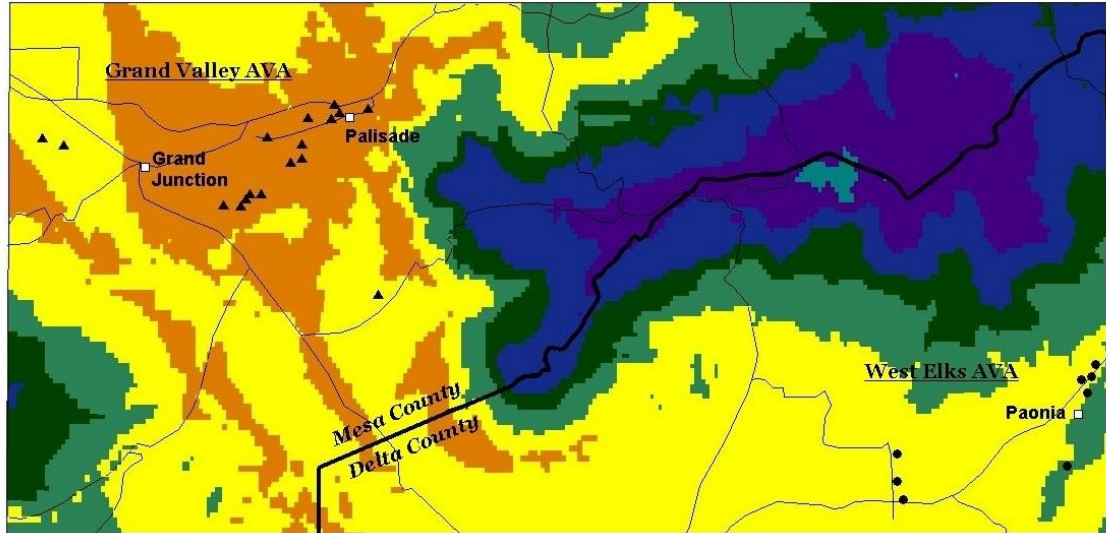 Grand Valley AVA
Palisade
Grand
Junction
Mesa County
Delta County
West Elks AVA
Paonia